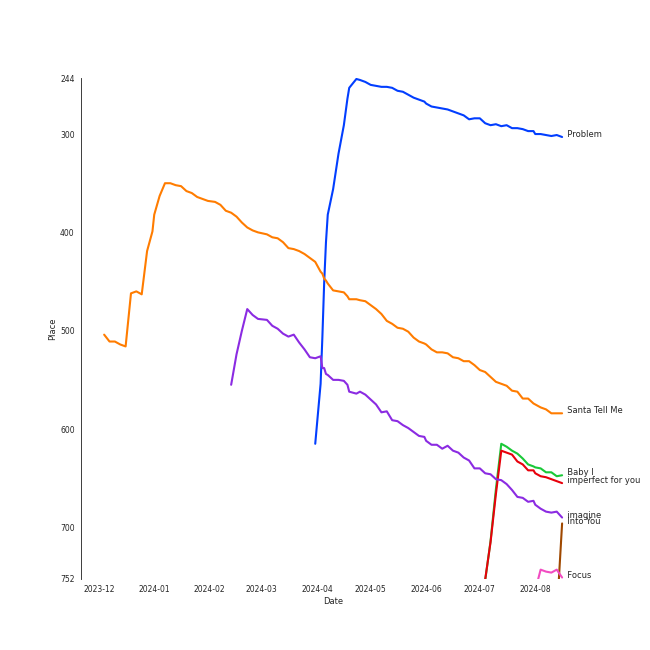 244
300
400
500
600
700
752
Place
2023-12
2024-01
2024-02
2024-03
2024-04
2024-05
2024-06
2024-07
2024-08
Date
Problem
Santa Tell Me
Baby I
imperfect for you
imagine
Into You
Focus